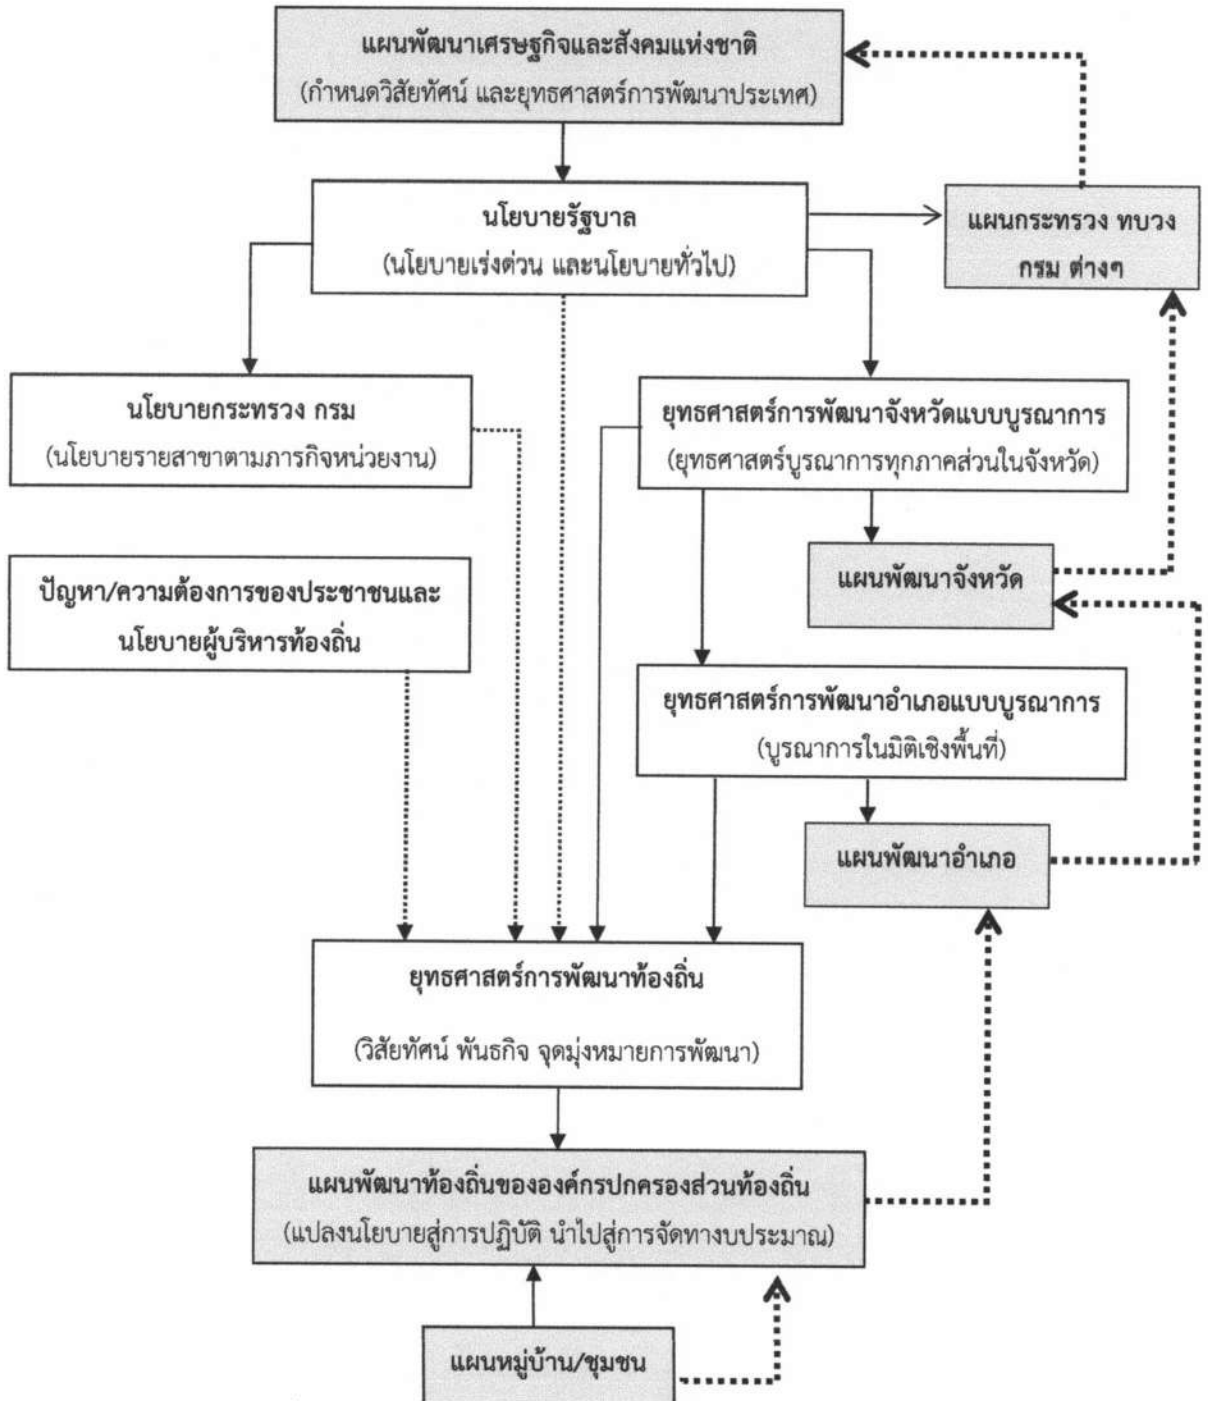 แผนพัฒนาเศรษฐกิจและสังคมแห่งชาติ
(กำหนดวิสัยทัศน์ และยุทธศาสตร์การพัฒนาประเทศ)
นโยบายรัฐบาล
(นโยบายเร่งด่วน และนโยบายทั่วไป)
แผนกระทรวง ทบวง
กรม ต่างๆ
นโยบายกระทรวง กรม
(นโยบายรายสาขาตามภารกิจหน่วยงาน)
ยุทธศาสตร์การพัฒนาจังหวัดแบบบูรณาการ
(ยุทธศาสตร์บูรณาการทุกภาคส่วนในจังหวัด)
แผนพัฒนาจังหวัด
ปัญหา/ความต้องการของประชาชนและ
นโยบายผู้บริหารท้องถิ่น
ยุทธศาสตร์การพัฒนาอำเภอแบบบูรณาการ
(บูรณาการในมิติเชิงพื้นที่)
แผนพัฒนาอำเภอ
ยุทธศาสตร์การพัฒนาท้องถิ่น
(วิสัยทัศน์ พันธกิจ จุดมุ่งหมายการพัฒนา)
แผนพัฒนาท้องถิ่นขององค์กรปกครองส่วนท้องถิ่น
(แปลงนโยบายสู่การปฏิบัติ นำไปสู่การจัดทางบประมาณ)
แผนหมู่บ้าน/ชุมชน